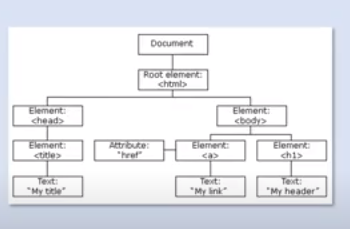 Document
Root element:
<html>
Element:
<head>
Element:
<body>
Element:
<title>
Attribute:
"href"
Element:
<a>
Element:
<h1>
Text:
"My title"
Text:
"My link"
Text:
"My header"